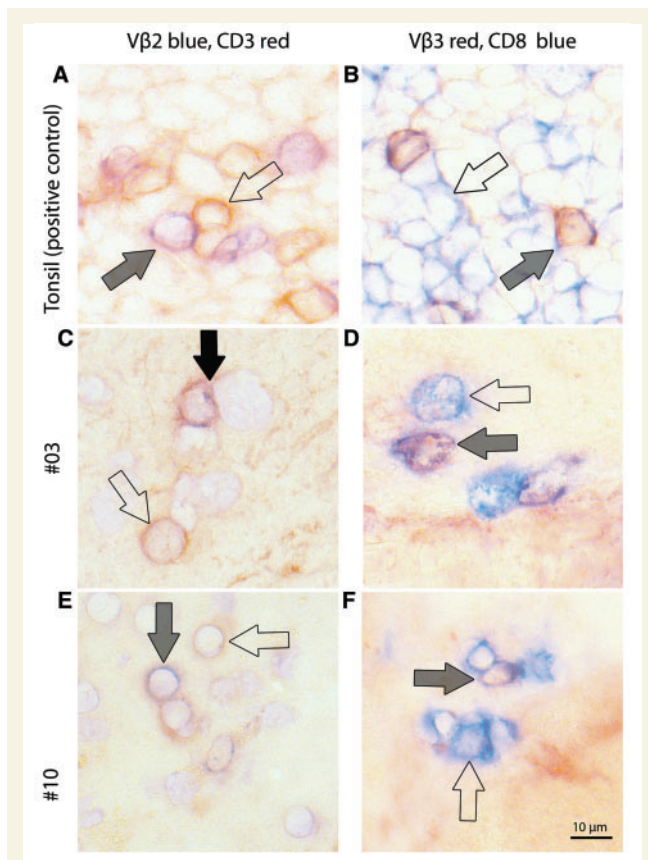 Vβ2 blue, CD3 red
Vβ3 red, CD8 blue
Tonsil (positive control)
A
B
#03
C
D
#10
E
F
10 µm